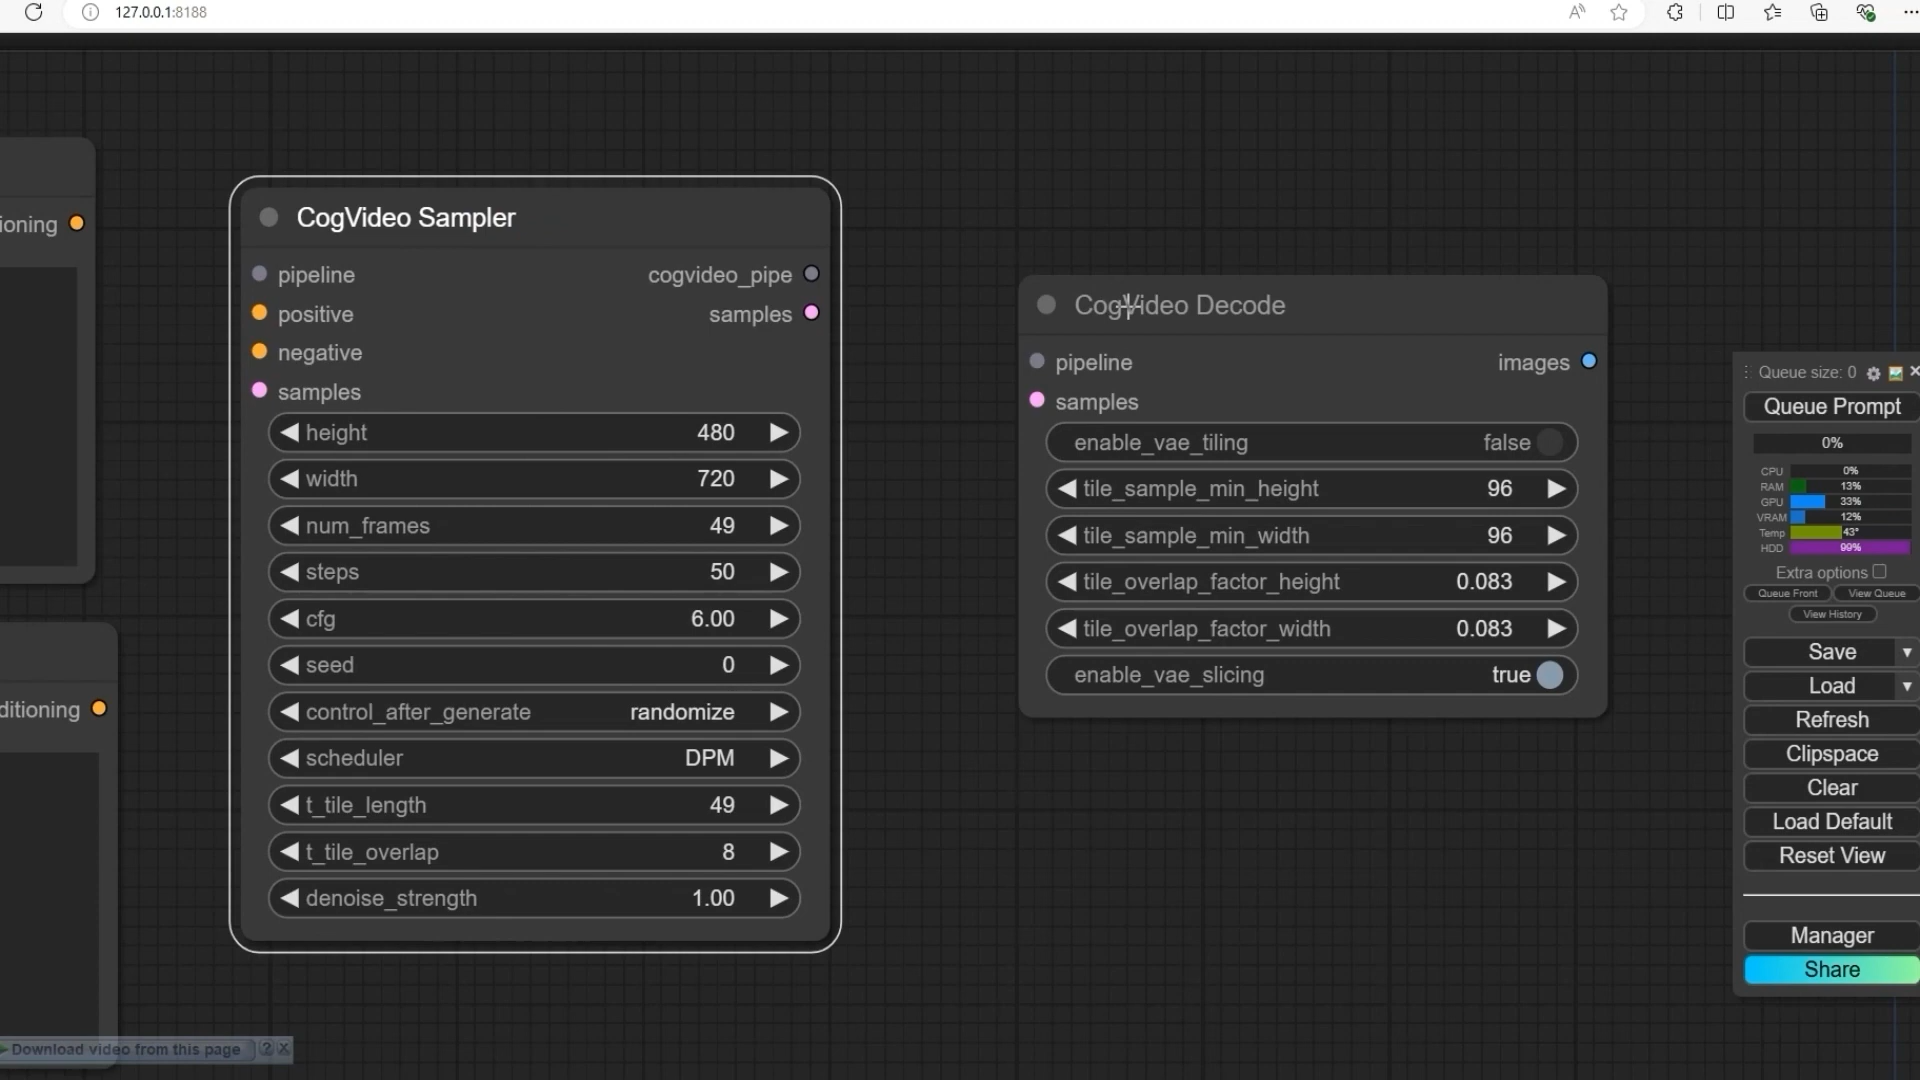 127.0.0.1:8188
ioning
CogVideo Sampler
pipeline cogvideo_pipe
positive samples
negative
samples
height 480
width 720
num_frames 49
steps 50
cfg 6.00
seed 0
control_after_generate randomize
scheduler DPM
t_tile_length 49
t_tile_overlap 8
denoise_strength 1.00
ditioning
CogVideo Decode
pipeline images
samples
enable_vae_tiling false
tile_sample_min_height 96
tile_sample_min_width 96
tile_overlap_factor_height 0.083
tile_overlap_factor_width 0.083
enable_vae_slicing true
Queue size: 0
Queue Prompt
0%
CPU 0%
RAM 13%
GPU 33%
VRAM 12%
Temp 43°
HDD 99%
Extra options
Queue Front View Queue
View History
Save
Load
Refresh
Clipspace
Clear
Load Default
Reset View
Manager
Share
Download video from this page ? X